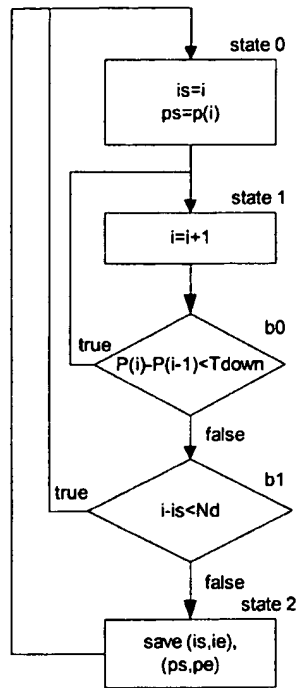 state 0
is=i
ps=p(i)
state 1
i=i+1
b0
true
P(i)-P(i-1)<Tdown
false
b1
true
i-is<Nd
false
state 2
save (is,ie),
(ps,pe)